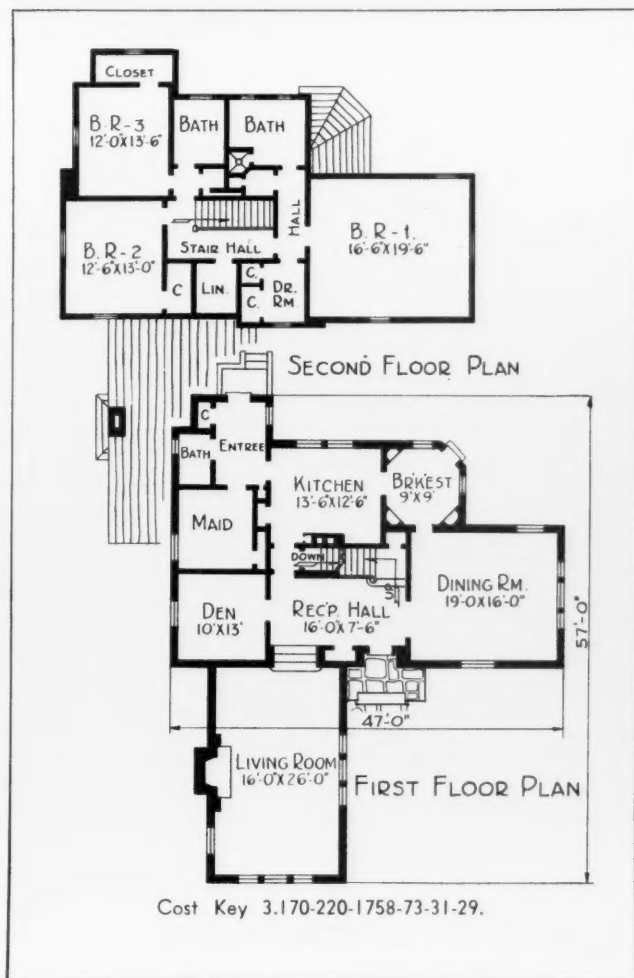 CLOSET
B.R-3
12'-0"X13'-6"
BATH
BATH
HALL
B.R-1.
16'-6"X19'-6"
B.R-2
12'-6"X13'-0"
STAIR HALL
C
LIN.
C.
C.
DR.
RM
SECOND FLOOR PLAN
C
ENTREE
BATH
KITCHEN
13'-6"X12'-6"
BRK'EST
9'X9'
MAID
DOWN
DINING RM.
19'-0X16'-0"
DEN
10'X13'
REC'P. HALL
16'-0"X7'-6"
57'-0"
47'-0"
LIVING ROOM
16'-0"X26'-0"
FIRST FLOOR PLAN
Cost Key 3.170-220-1758-73-31-29.